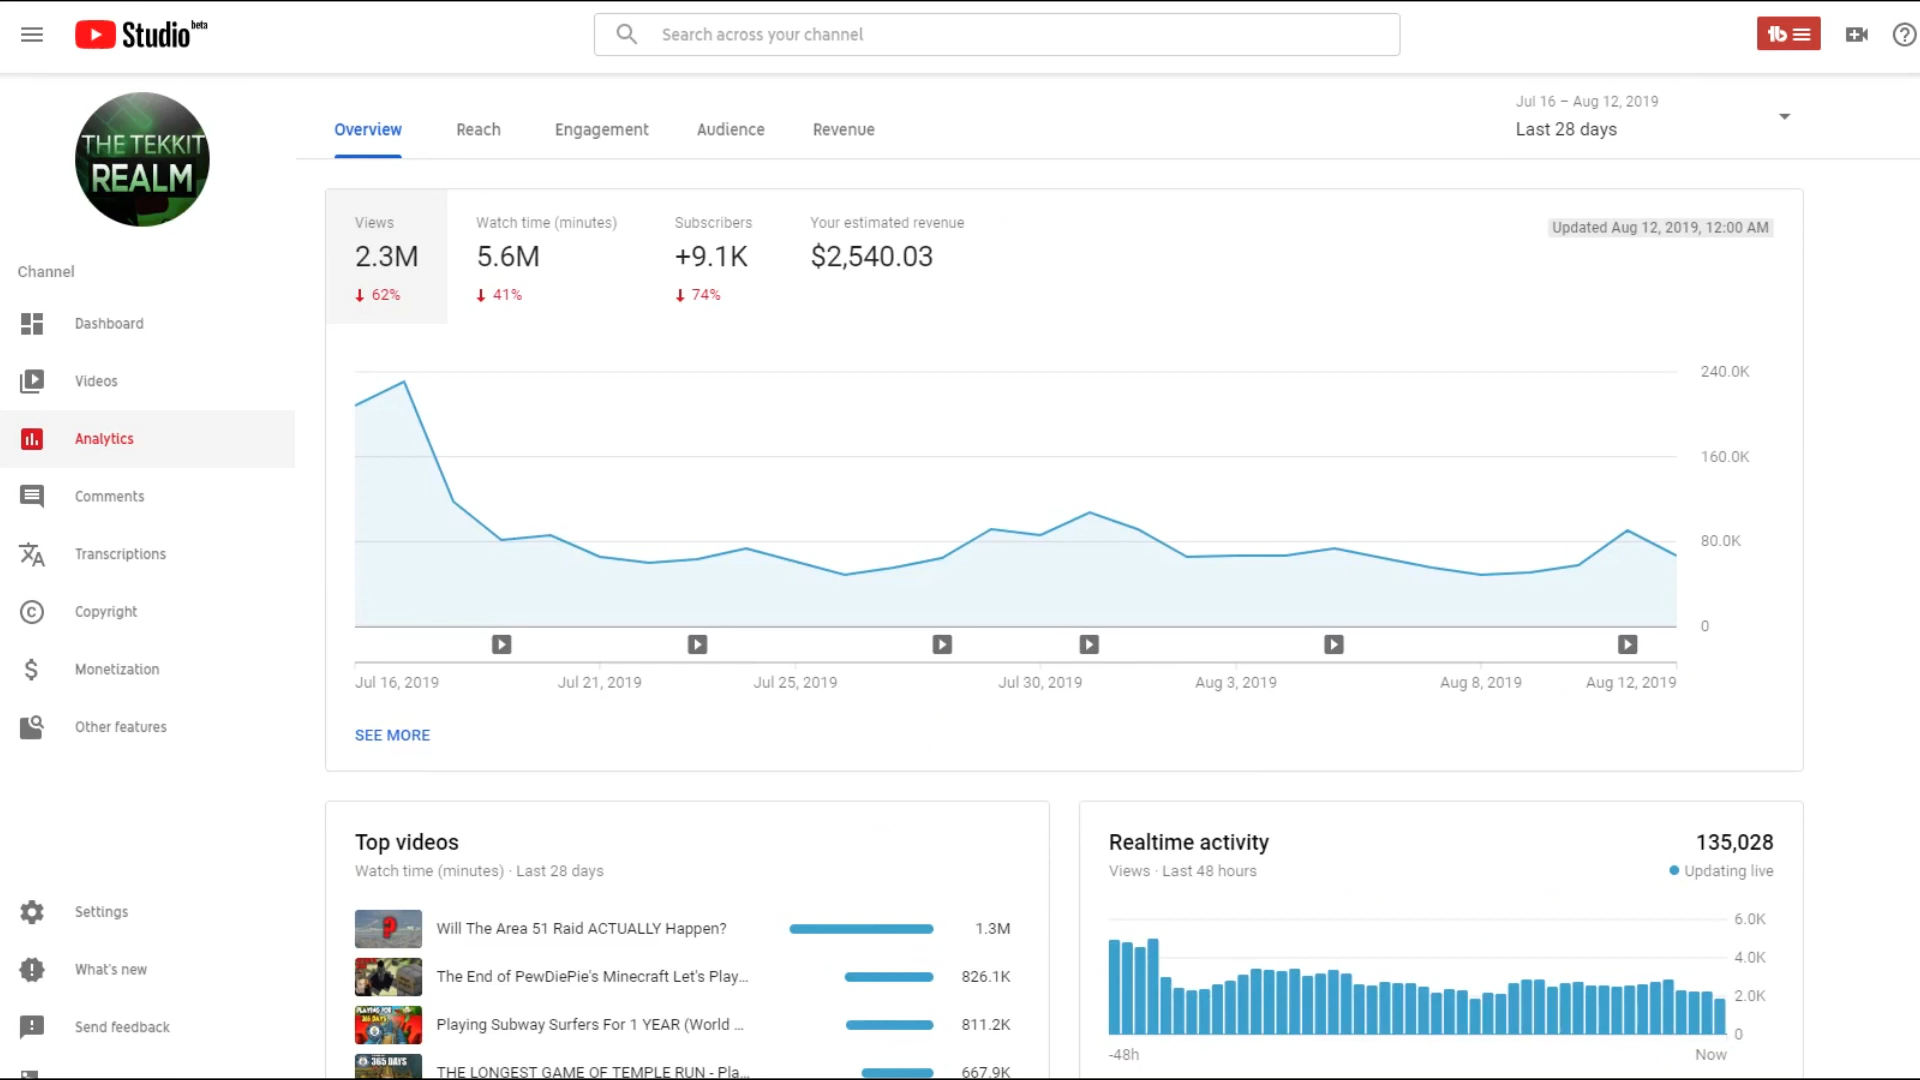 Studio beta
Search across your channel
THE TEKKIT
REALM
Overview
Reach
Engagement
Audience
Revenue
Jul 16 – Aug 12, 2019
Last 28 days
Channel
Dashboard
Videos
Analytics
Comments
Transcriptions
Copyright
Monetization
Other features
Settings
What's new
Send feedback
Views
2.3M
62%
Watch time (minutes)
5.6M
41%
Subscribers
+9.1K
74%
Your estimated revenue
$2,540.03
Updated Aug 12, 2019, 12:00 AM
240.0K
160.0K
80.0K
0
Jul 16, 2019
Jul 21, 2019
Jul 25, 2019
Jul 30, 2019
Aug 3, 2019
Aug 8, 2019
Aug 12, 2019
SEE MORE
Top videos
Watch time (minutes) · Last 28 days
Will The Area 51 Raid ACTUALLY Happen?
1.3M
The End of PewDiePie's Minecraft Let's Play...
826.1K
Playing Subway Surfers For 1 YEAR (World ...
811.2K
365 DAYS
THE LONGEST GAME OF TEMPLE RUN - Pla...
667.9K
Realtime activity
135,028
Views · Last 48 hours
Updating live
6.0K
4.0K
2.0K
0
-48h
Now